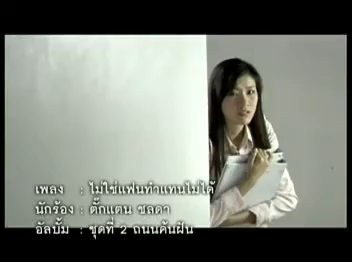 เพลง : ไม่ใช่แฟนทำแทนไม่ได้
นักร้อง : ตั๊กแตน ชลดา
อัลบั้ม : ชุดที่ 2 ถนนค้นฝัน